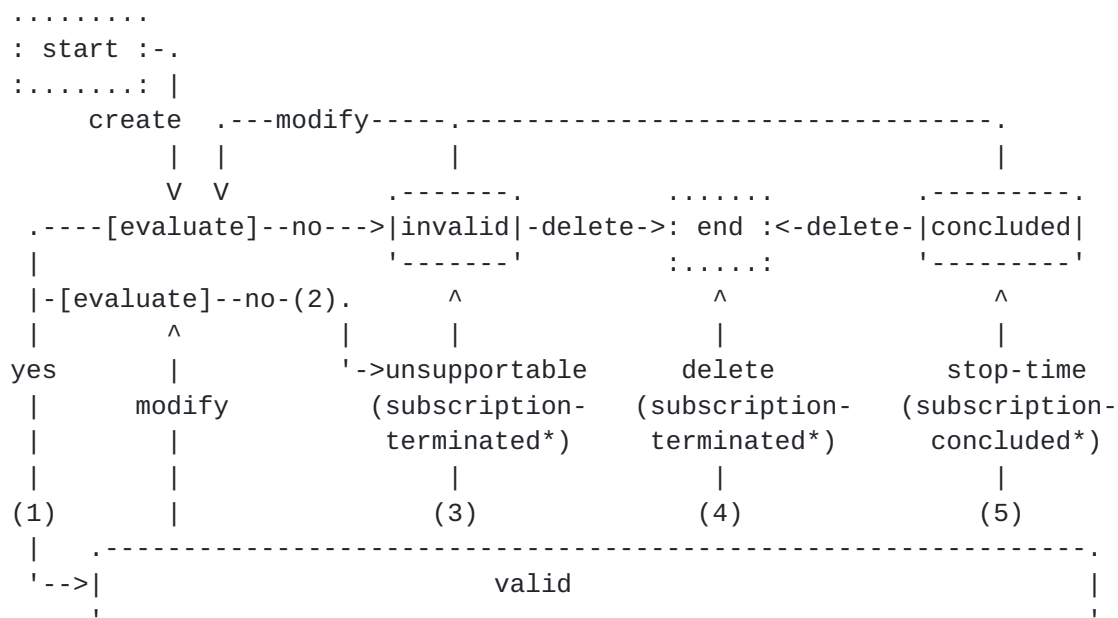 .........
: start :-.
:.......: |
     create  .---modify-----.----------------------------------.
          |  |              |                                  |
          V  V          .-------.         .......         .---------.
 .----[evaluate]--no--->|invalid|-delete->: end :<-delete-|concluded|
 |                      '-------'         :.....:         '---------'
 |-[evaluate]--no-(2).      ^                ^                 ^
 |        ^          |      |                |                 |
yes       |          '->unsupportable      delete           stop-time
 |      modify         (subscription-   (subscription-   (subscription-
 |        |             terminated*)     terminated*)      concluded*)
 |        |                 |                |                 |
(1)       |                (3)              (4)               (5)
 |   .---------------------------------------------------------------.
 '-->|                          valid                                |
     '                                                               '